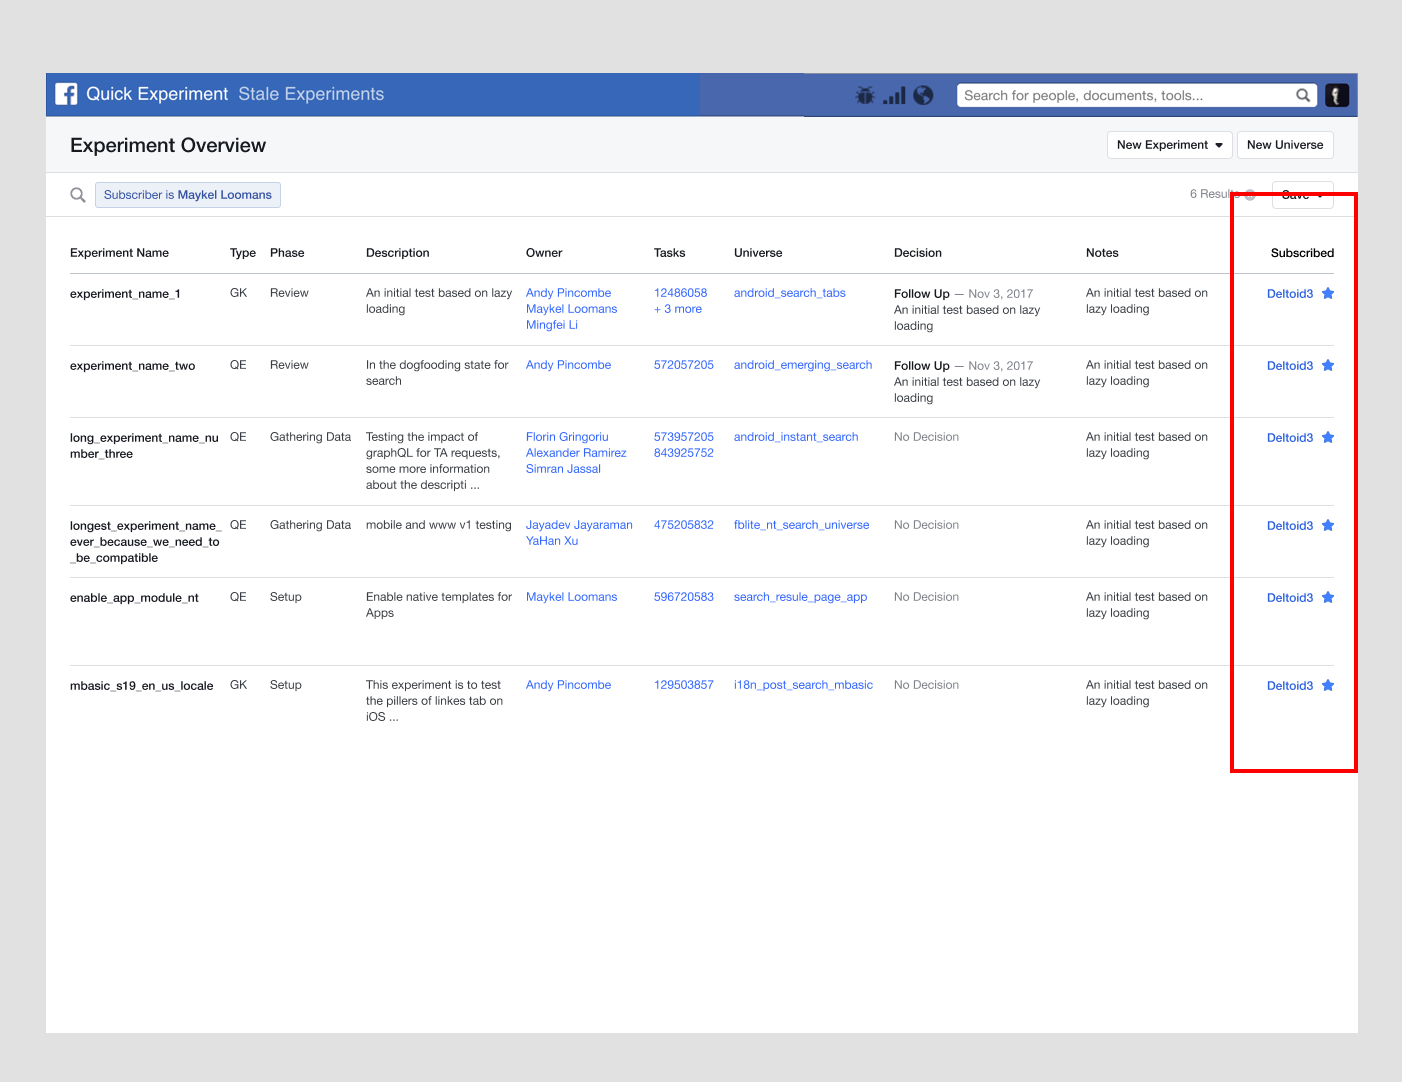 Quick Experiment Stale Experiments Search for people, documents, tools...
Experiment Overview New Experiment New Universe
Subscriber is Maykel Loomans 6 Results Save
Experiment Name Type Phase Description Owner Tasks Universe Decision Notes Subscribed
experiment_name_1 GK Review An initial test based on lazy Andy Pincombe 12486058 android_search_tabs Follow Up — Nov 3, 2017 An initial test based on Deltoid3
loading Maykel Loomans + 3 more An initial test based on lazy lazy loading
Mingfei Li loading
experiment_name_two QE Review In the dogfooding state for Andy Pincombe 572057205 android_emerging_search Follow Up — Nov 3, 2017 An initial test based on Deltoid3
search An initial test based on lazy lazy loading
loading
long_experiment_name_nu QE Gathering Data Testing the impact of Florin Gringoriu 573957205 android_instant_search No Decision An initial test based on Deltoid3
mber_three graphQL for TA requests, Alexander Ramirez 843925752 lazy loading
some more information Simran Jassal
about the descripti ...
longest_experiment_name_ QE Gathering Data mobile and www v1 testing Jayadev Jayaraman 475205832 fblite_nt_search_universe No Decision An initial test based on Deltoid3
ever_because_we_need_to YaHan Xu lazy loading
_be_compatible
enable_app_module_nt QE Setup Enable native templates for Maykel Loomans 596720583 search_resule_page_app No Decision An initial test based on Deltoid3
Apps lazy loading
mbasic_s19_en_us_locale GK Setup This experiment is to test Andy Pincombe 129503857 i18n_post_search_mbasic No Decision An initial test based on Deltoid3
the pillers of linkes tab on lazy loading
iOS ...